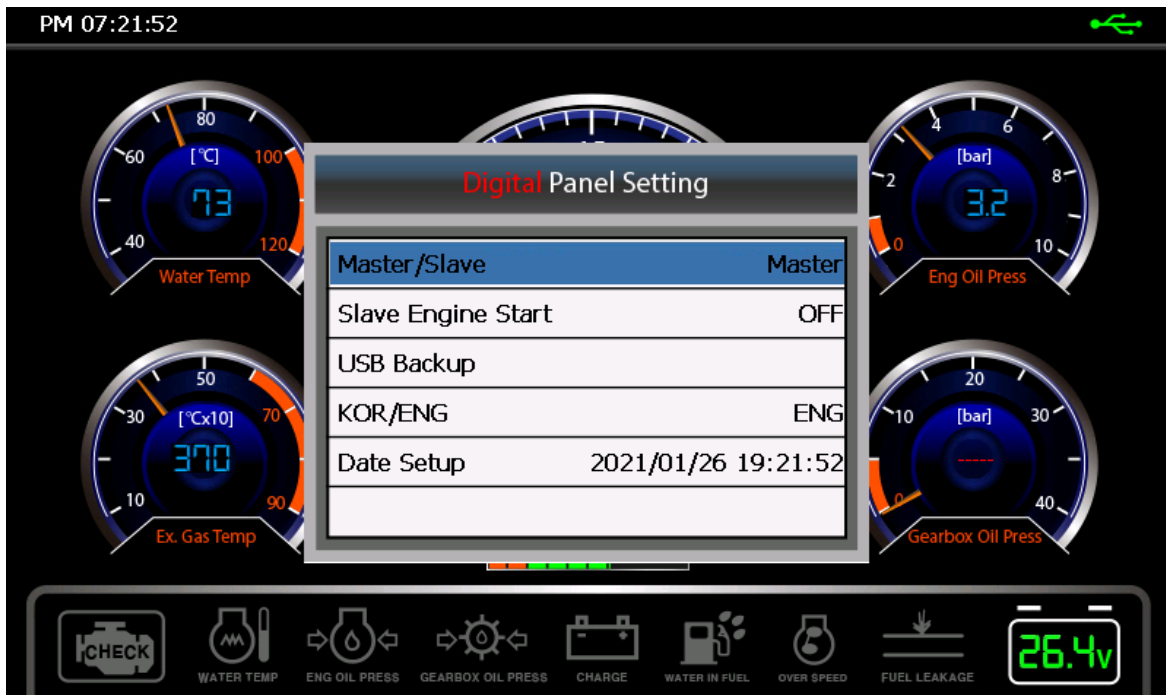 PM 07:21:52
80
60
[℃]
100
73
40
120
Water Temp
4
6
[bar]
2
8
3.2
0
10
Eng Oil Press
Digital Panel Setting
Master/Slave Master
Slave Engine Start OFF
USB Backup
KOR/ENG ENG
Date Setup 2021/01/26 19:21:52
50
30
[℃x10]
70
370
10
90
Ex. Gas Temp
20
10
[bar]
30
-----
0
40
Gearbox Oil Press
CHECK
WATER TEMP
ENG OIL PRESS
GEARBOX OIL PRESS
CHARGE
WATER IN FUEL
OVER SPEED
FUEL LEAKAGE
26.4v